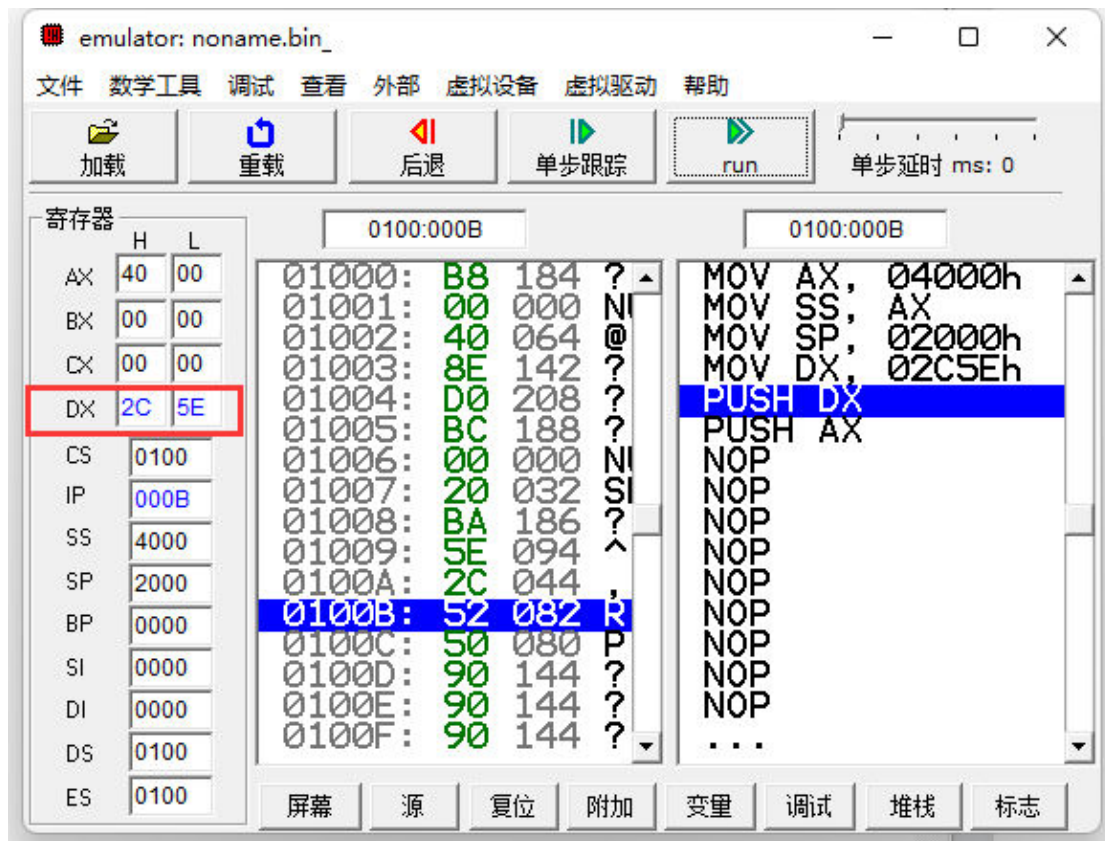 emulator: noname.bin_
文件 数学工具 调试 查看 外部 虚拟设备 虚拟驱动 帮助
加载 重载 后退 单步跟踪 run 单步延时 ms: 0
寄存器 0100:000B 0100:000B
H L
AX 40 00
BX 00 00
CX 00 00
DX 2C 5E
CS 0100
IP 000B
SS 4000
SP 2000
BP 0000
SI 0000
DI 0000
DS 0100
ES 0100
01000: B8 184 ?
01001: 00 000 NU
01002: 40 064 @
01003: 8E 142 ?
01004: D0 208 ?
01005: BC 188 ?
01006: 00 000 NU
01007: 20 032 SP
01008: BA 186 ?
01009: 5E 094 ^
0100A: 2C 044 ,
0100B: 52 082 R
0100C: 50 080 P
0100D: 90 144 ?
0100E: 90 144 ?
0100F: 90 144 ?
MOV AX, 04000h
MOV SS, AX
MOV SP, 02000h
MOV DX, 02C5Eh
PUSH DX
PUSH AX
NOP
NOP
NOP
NOP
NOP
NOP
NOP
NOP
NOP
...
屏幕 源 复位 附加 变量 调试 堆栈 标志